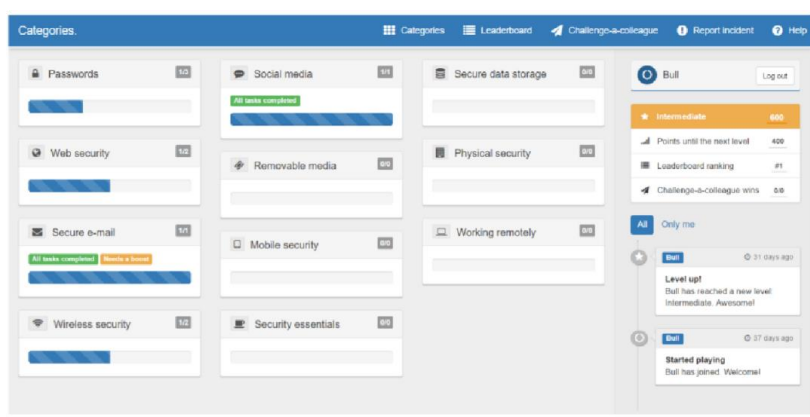 Categories.
Categories
Leaderboard
Challenge-a-colleague
Report incident
Help
Passwords 1/3
Web security 1/2
Secure e-mail 1/1
All tasks completed Needs a boost
Wireless security 1/2
Social media 1/1
All tasks completed
Removable media 0/0
Mobile security 0/0
Security essentials 0/0
Secure data storage 0/0
Physical security 0/0
Working remotely 0/0
Bull
Log out
Intermediate 600
Points until the next level 400
Leaderboard ranking #1
Challenge-a-colleague wins 0/0
All Only me
Bull
days ago
Level up!
Bull has reached a new level
Intermediate. Awesome!
Bull
days ago
Started playing
Bull has joined. Welcome!